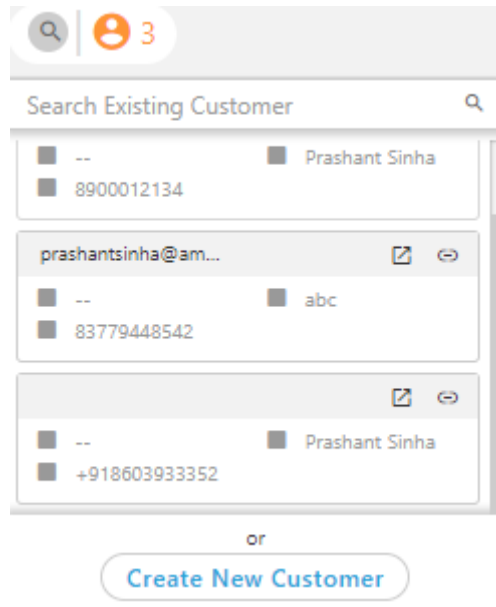 3
Search Existing Customer
-- Prashant Sinha
8900012134
prashantsinha@am...
-- abc
83779448542
-- Prashant Sinha
+918603933352
or
Create New Customer